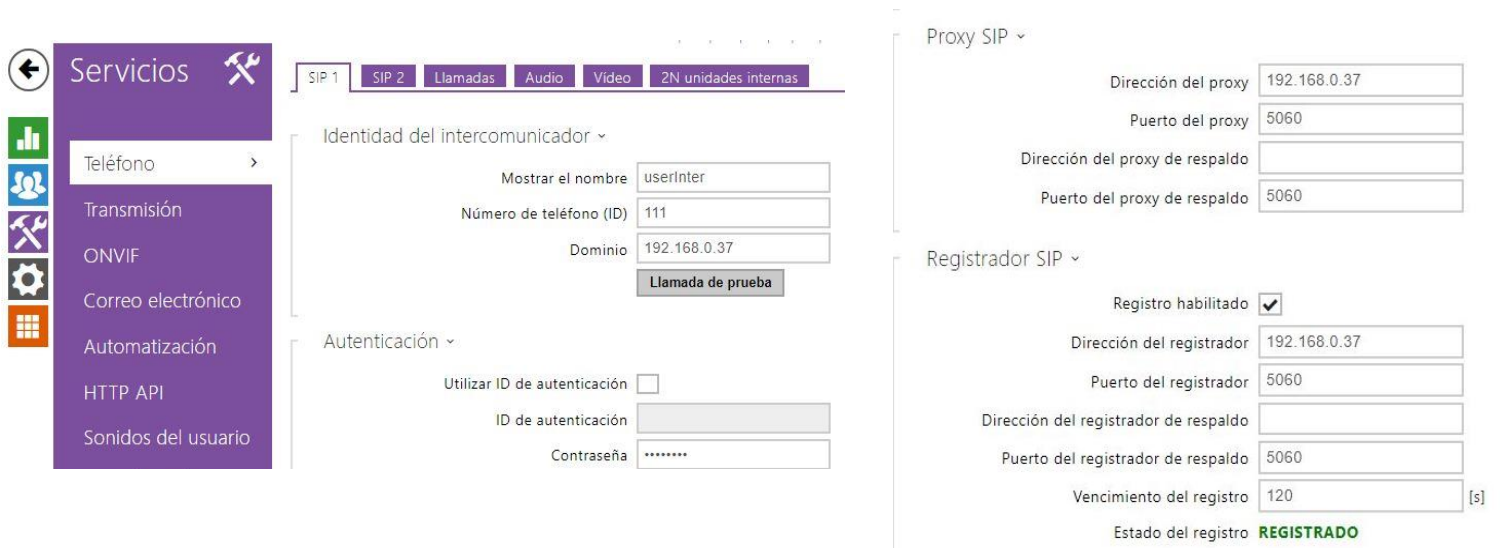 Servicios
Teléfono
Transmisión
ONVIF
Correo electrónico
Automatización
HTTP API
Sonidos del usuario
SIP 1 SIP 2 Llamadas Audio Vídeo 2N unidades internas
Identidad del intercomunicador
Mostrar el nombre userInter
Número de teléfono (ID) 111
Dominio 192.168.0.37
Llamada de prueba
Autenticación
Utilizar ID de autenticación
ID de autenticación
Contraseña ••••••••
Proxy SIP
Dirección del proxy 192.168.0.37
Puerto del proxy 5060
Dirección del proxy de respaldo
Puerto del proxy de respaldo 5060
Registrador SIP
Registro habilitado
Dirección del registrador 192.168.0.37
Puerto del registrador 5060
Dirección del registrador de respaldo
Puerto del registrador de respaldo 5060
Vencimiento del registro 120 [s]
Estado del registro REGISTRADO